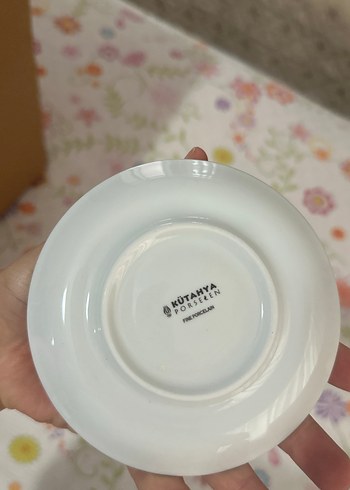 KÜTAHYA
PORSELEN
FINE PORCELAIN